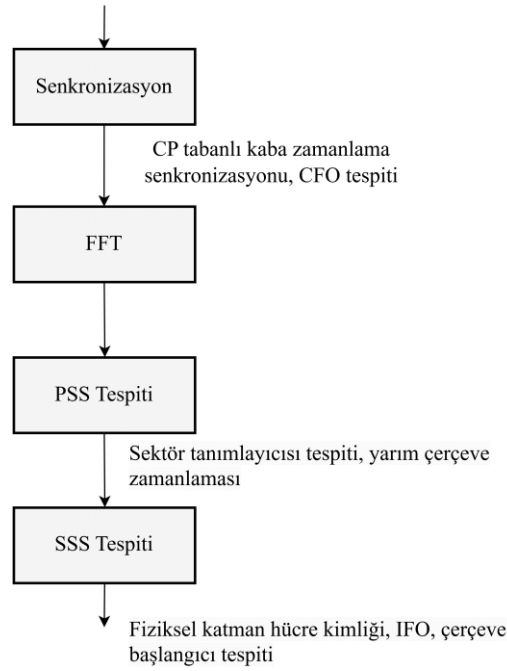 Senkronizasyon
CP tabanlı kaba zamanlama
senkronizasyonu, CFO tespiti
FFT
PSS Tespiti
Sektör tanımlayıcısı tespiti, yarım çerçeve
zamanlaması
SSS Tespiti
Fiziksel katman hücre kimliği, IFO, çerçeve
başlangıcı tespiti